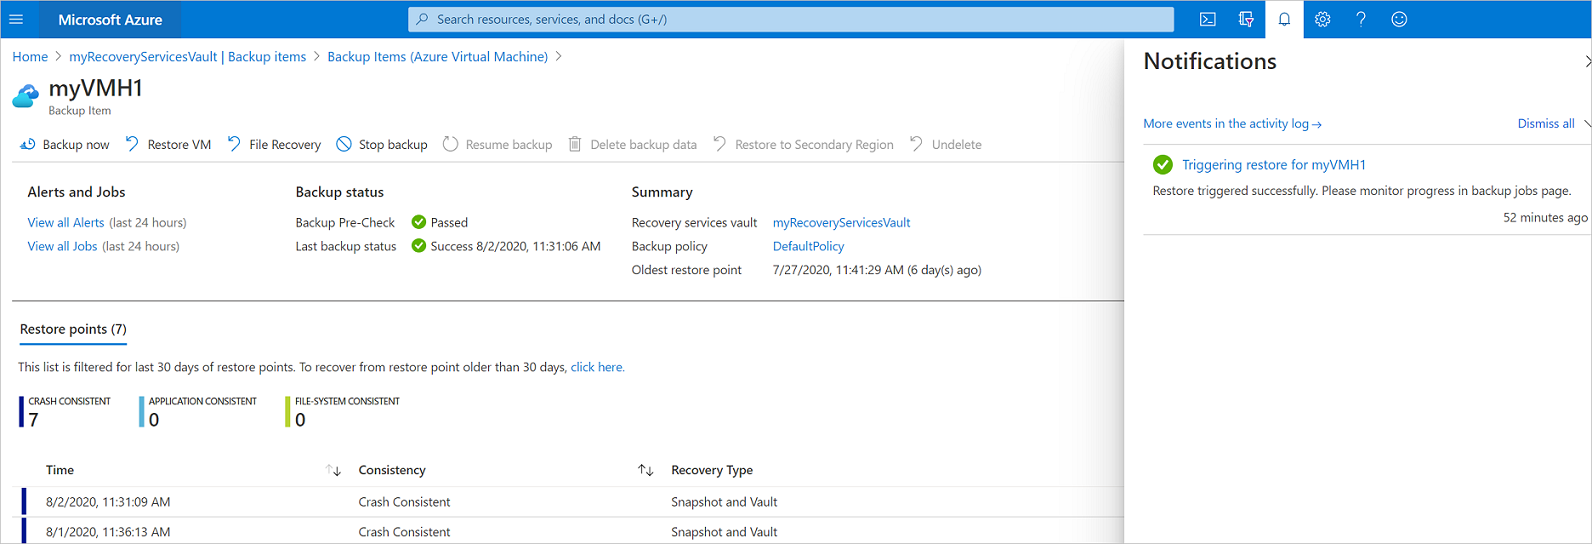 Microsoft Azure
Search resources, services, and docs (G+/)
Home > myRecoveryServicesVault | Backup items > Backup Items (Azure Virtual Machine) >
myVMH1
Backup Item
Backup now Restore VM File Recovery Stop backup Resume backup Delete backup data Restore to Secondary Region Undelete
Alerts and Jobs
View all Alerts (last 24 hours)
View all Jobs (last 24 hours)
Backup status
Backup Pre-Check Passed
Last backup status Success 8/2/2020, 11:31:06 AM
Summary
Recovery services vault myRecoveryServicesVault
Backup policy DefaultPolicy
Oldest restore point 7/27/2020, 11:41:29 AM (6 day(s) ago)
Restore points (7)
This list is filtered for last 30 days of restore points. To recover from restore point older than 30 days, click here.
CRASH CONSISTENT
7
APPLICATION CONSISTENT
0
FILE-SYSTEM CONSISTENT
0
Time Consistency Recovery Type
8/2/2020, 11:31:09 AM Crash Consistent Snapshot and Vault
8/1/2020, 11:36:13 AM Crash Consistent Snapshot and Vault
Notifications
More events in the activity log → Dismiss all
Triggering restore for myVMH1
Restore triggered successfully. Please monitor progress in backup jobs page.
52 minutes ago